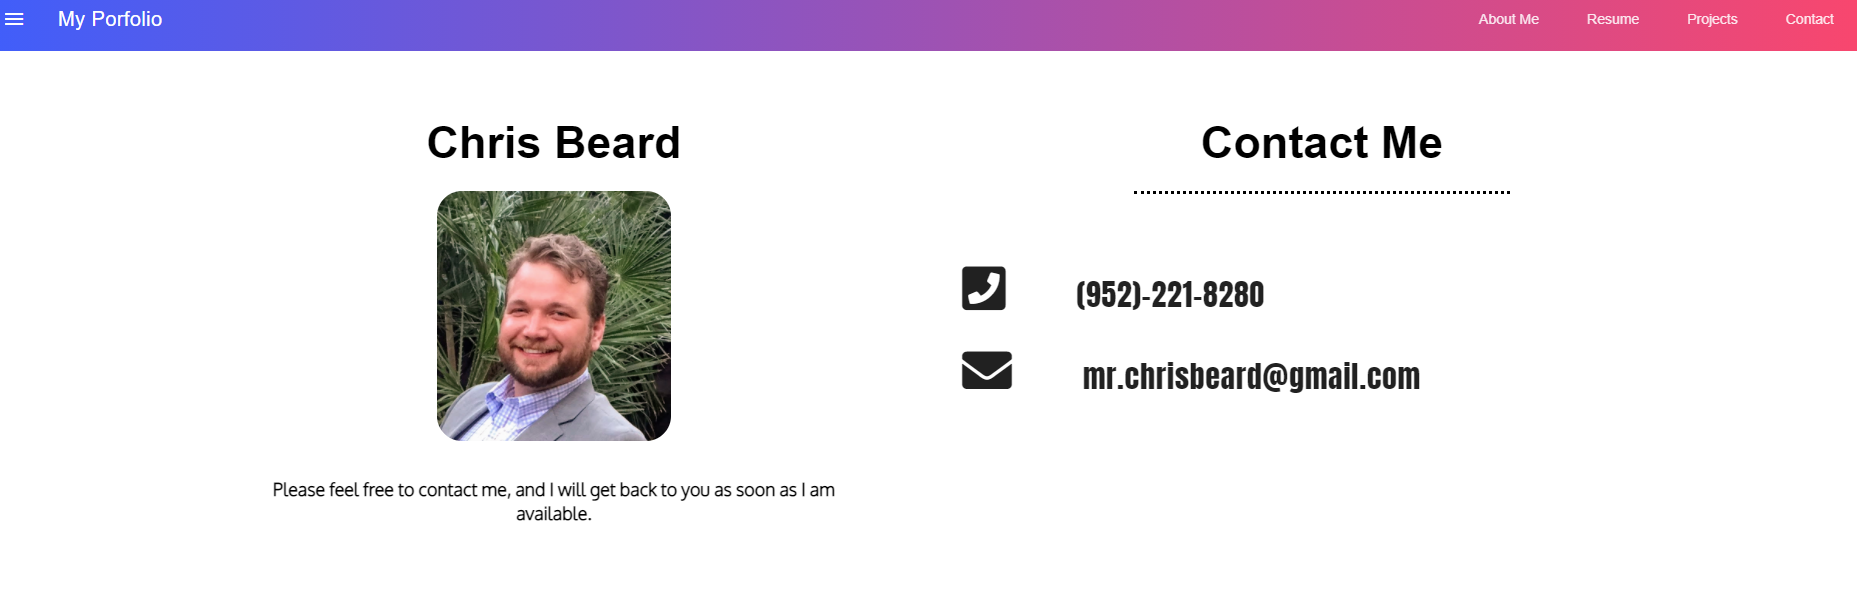 My Porfolio
About Me
Resume
Projects
Contact
Chris Beard
Please feel free to contact me, and I will get back to you as soon as I am
available.
Contact Me
(952)-221-8280
mr.chrisbeard@gmail.com